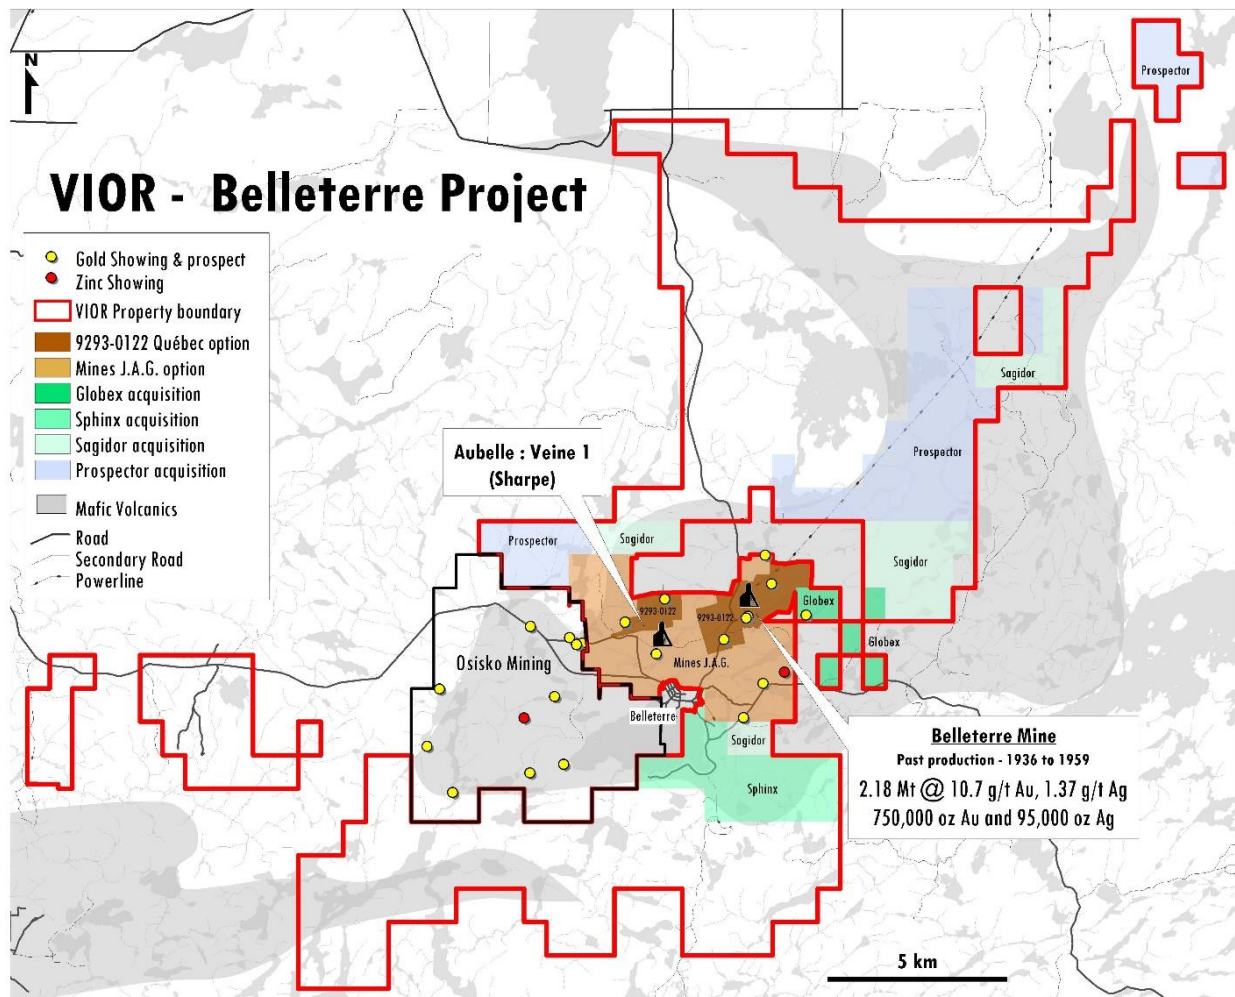 N
Prospector
VIOR - Belleterre Project
Gold Showing & prospect
Zinc Showing
VIOR Property boundary
9293-0122 Québec option
Mines J.A.G. option
Globex acquisition
Sphinx acquisition
Sagidor acquisition
Prospector acquisition
Mafic Volcanics
Road
Secondary Road
Powerline
Sagidor
Prospector
Aubelle : Veine 1
(Sharpe)
Prospector
Sagidor
Sagidor
9293-0122
9293-0122
Globex
Globex
Osisko Mining
Mines J.A.G.
Belleterre
Sagidor
Sphinx
Belleterre Mine
Past production - 1936 to 1959
2.18 Mt @ 10.7 g/t Au, 1.37 g/t Ag
750,000 oz Au and 95,000 oz Ag
5 km